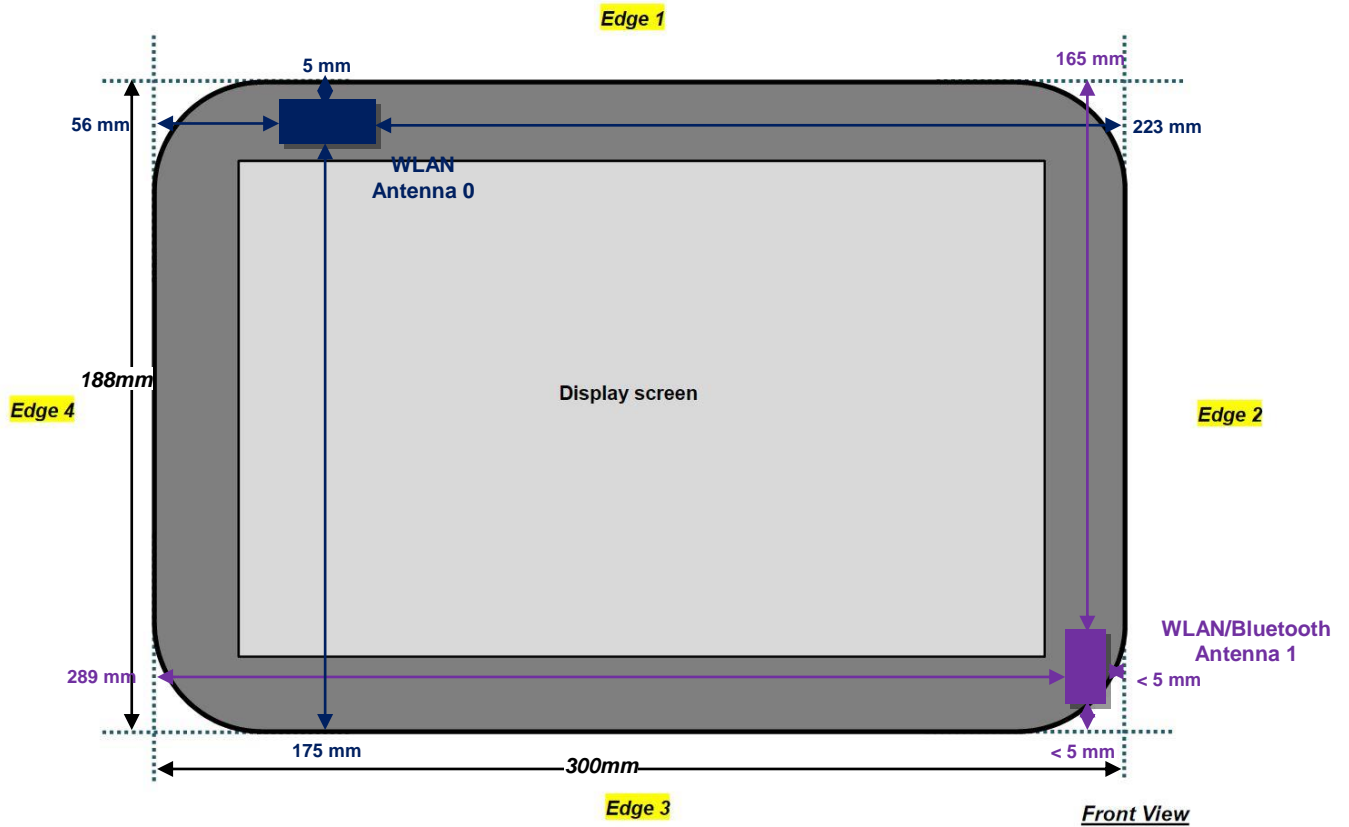 Edge 1
5 mm
165 mm
56 mm
223 mm
WLAN
Antenna 0
188mm
Display screen
Edge 4
Edge 2
WLAN/Bluetooth
Antenna 1
289 mm
< 5 mm
175 mm
< 5 mm
300mm
Edge 3
Front View